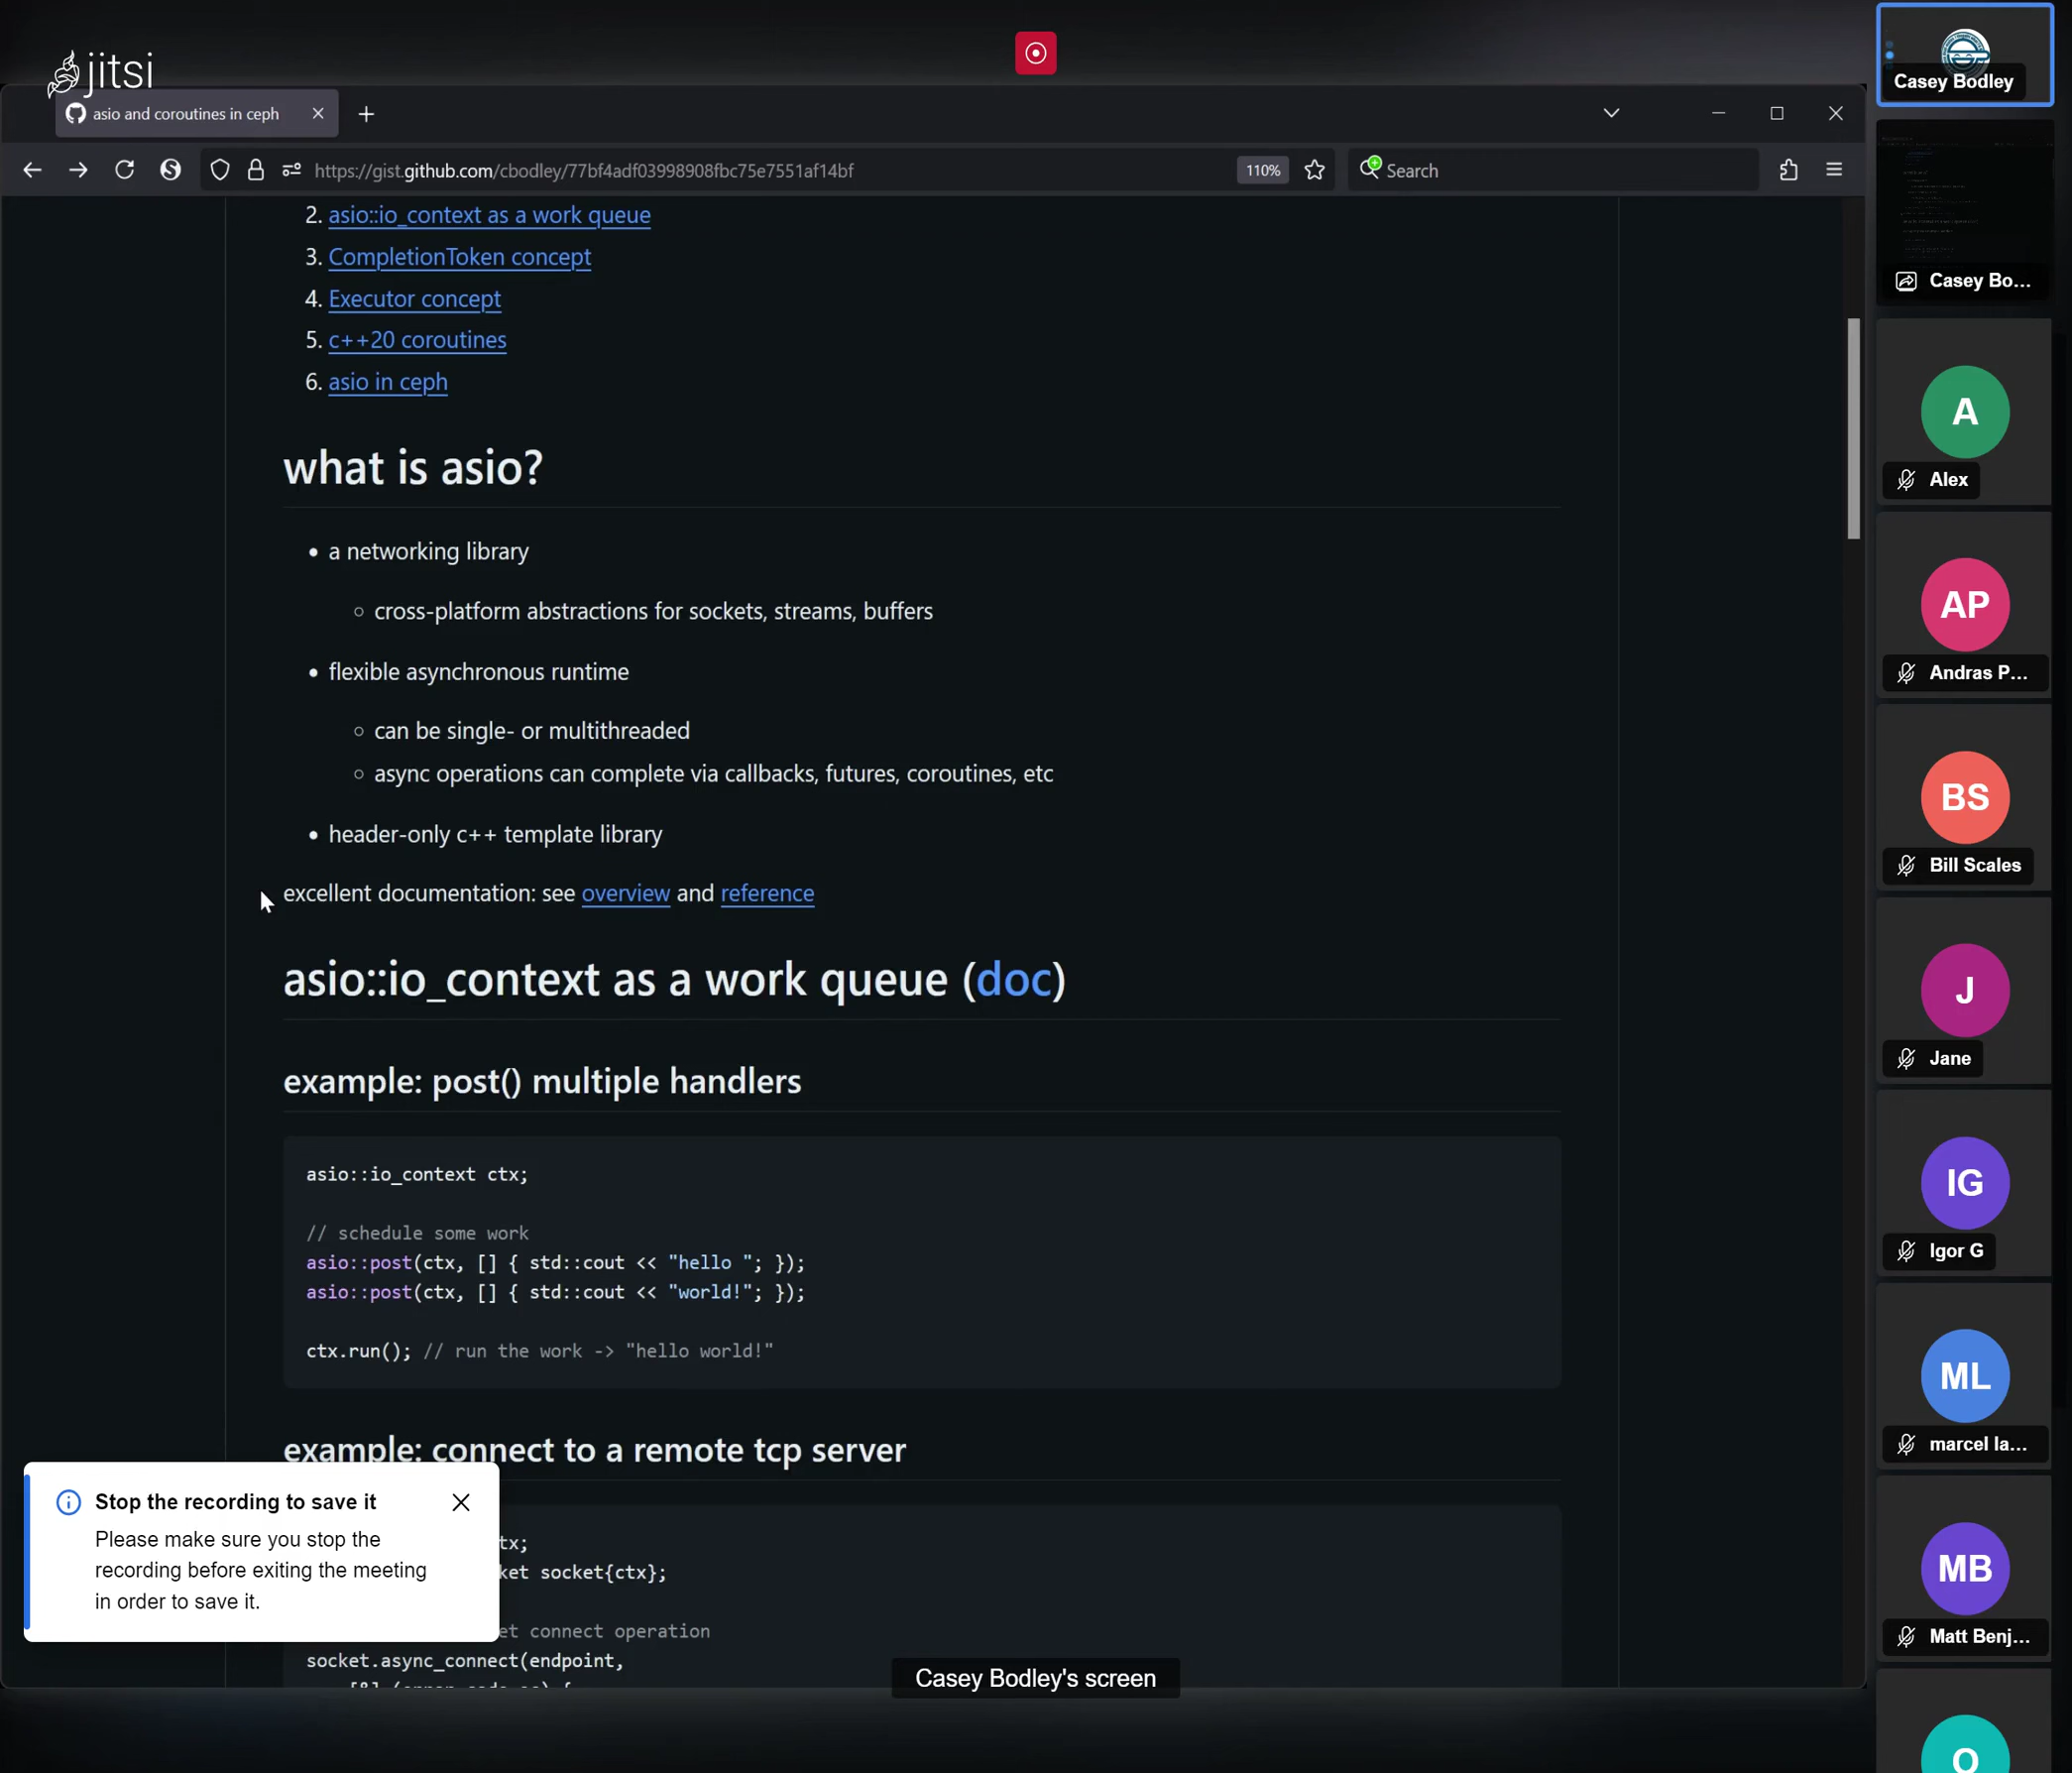 jitsi
asio and coroutines in ceph
https://gist.github.com/cbodley/77bf4adf03998908fbc75e7551af14bf
110%
Search
2. asio::io_context as a work queue
3. CompletionToken concept
4. Executor concept
5. c++20 coroutines
6. asio in ceph
what is asio?
• a networking library
◦ cross-platform abstractions for sockets, streams, buffers
• flexible asynchronous runtime
◦ can be single- or multithreaded
◦ async operations can complete via callbacks, futures, coroutines, etc
• header-only c++ template library
excellent documentation: see overview and reference
asio::io_context as a work queue (doc)
example: post() multiple handlers
asio::io_context ctx;
// schedule some work
asio::post(ctx, [] { std::cout << "hello "; });
asio::post(ctx, [] { std::cout << "world!"; });
ctx.run(); // run the work -> "hello world!"
example: connect to a remote tcp server
tx;
ket socket{ctx};
et connect operation
socket.async_connect(endpoint,
Stop the recording to save it
Please make sure you stop the
recording before exiting the meeting
in order to save it.
Casey Bodley's screen
Casey Bodley
Casey Bo...
A
Alex
AP
Andras P...
BS
Bill Scales
J
Jane
IG
Igor G
ML
marcel la...
MB
Matt Benj...